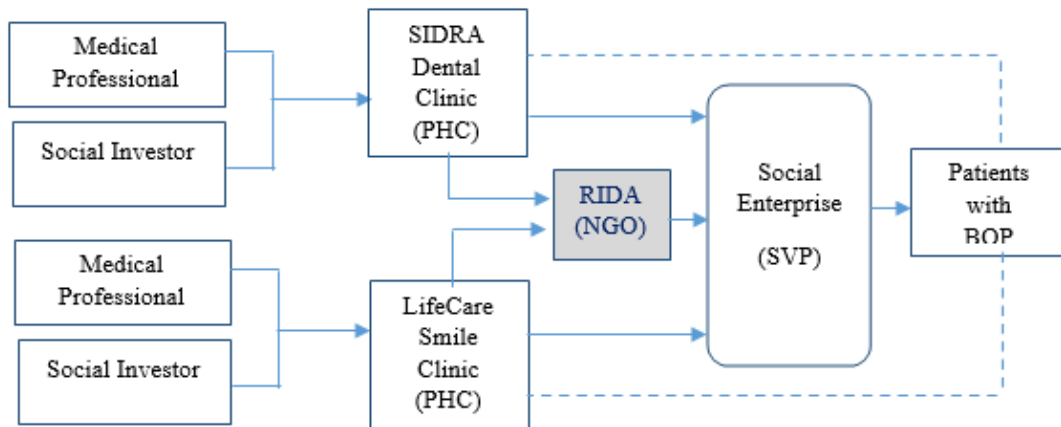 Medical
Professional
Social Investor
SIDRA
Dental
Clinic
(PHC)
RIDA
(NGO)
Social
Enterprise
(SVP)
Patients
with
BOP
Medical
Professional
Social Investor
LifeCare
Smile
Clinic
(PHC)